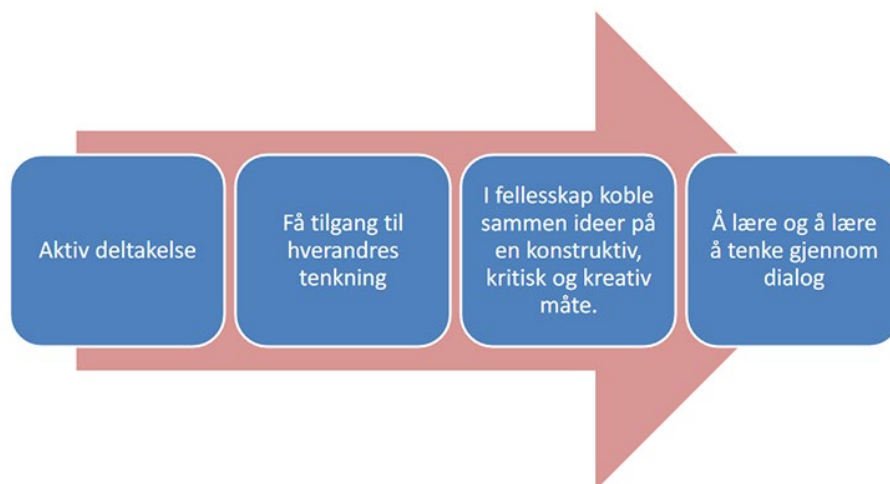 Aktiv deltakelse
Få tilgang til
hverandres
tenkning
I fellesskap koble
sammen ideer på
en konstruktiv,
kritisk og kreativ
måte.
Å lære og å lære
å tenke gjennom
dialog